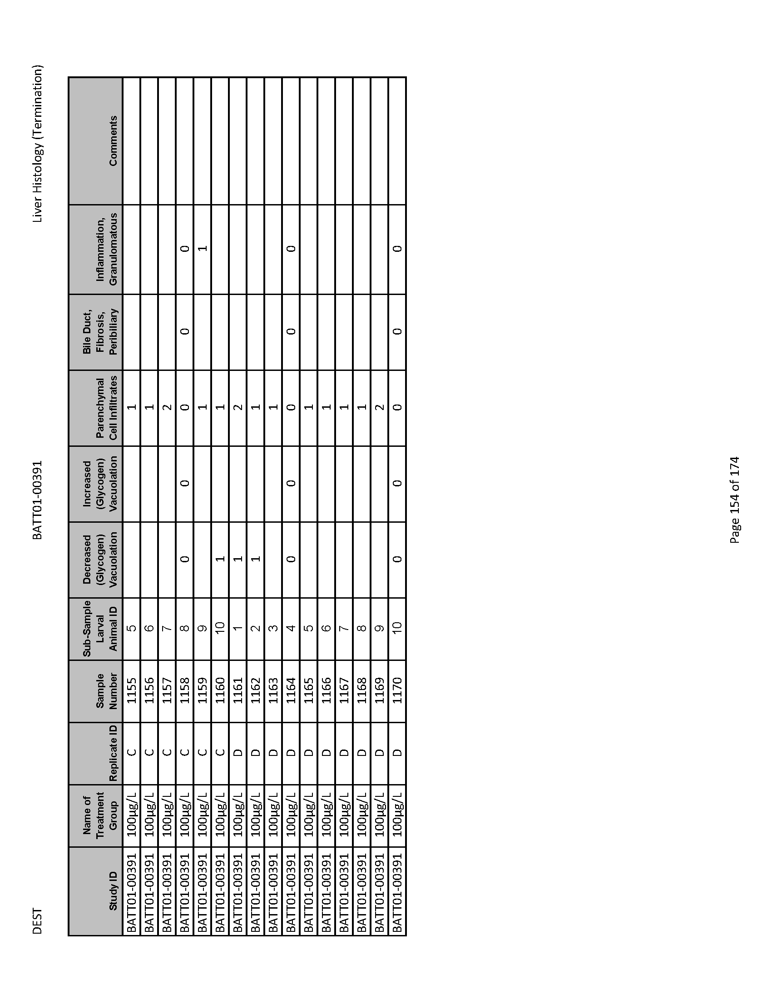 DEST BATT01-00391 Liver Histology (Termination)
Study ID Name of Treatment Group Replicate ID Sample Number Sub-Sample Larval Animal ID Decreased (Glycogen) Vacuolation Increased (Glycogen) Vacuolation Parenchymal Cell Infiltrates Bile Duct, Fibrosis, Peribiliary Inflammation, Granulomatous Comments
BATT01-00391 100µg/L C 1155 5 1
BATT01-00391 100µg/L C 1156 6 1
BATT01-00391 100µg/L C 1157 7 2
BATT01-00391 100µg/L C 1158 8 0 0 0 0 0
BATT01-00391 100µg/L C 1159 9 1 1
BATT01-00391 100µg/L C 1160 10 1 1
BATT01-00391 100µg/L D 1161 1 1 2
BATT01-00391 100µg/L D 1162 2 1 1
BATT01-00391 100µg/L D 1163 3 1
BATT01-00391 100µg/L D 1164 4 0 0 0 0 0
BATT01-00391 100µg/L D 1165 5 1
BATT01-00391 100µg/L D 1166 6 1
BATT01-00391 100µg/L D 1167 7 1
BATT01-00391 100µg/L D 1168 8 1
BATT01-00391 100µg/L D 1169 9 2
BATT01-00391 100µg/L D 1170 10 0 0 0 0 0
Page 154 of 174